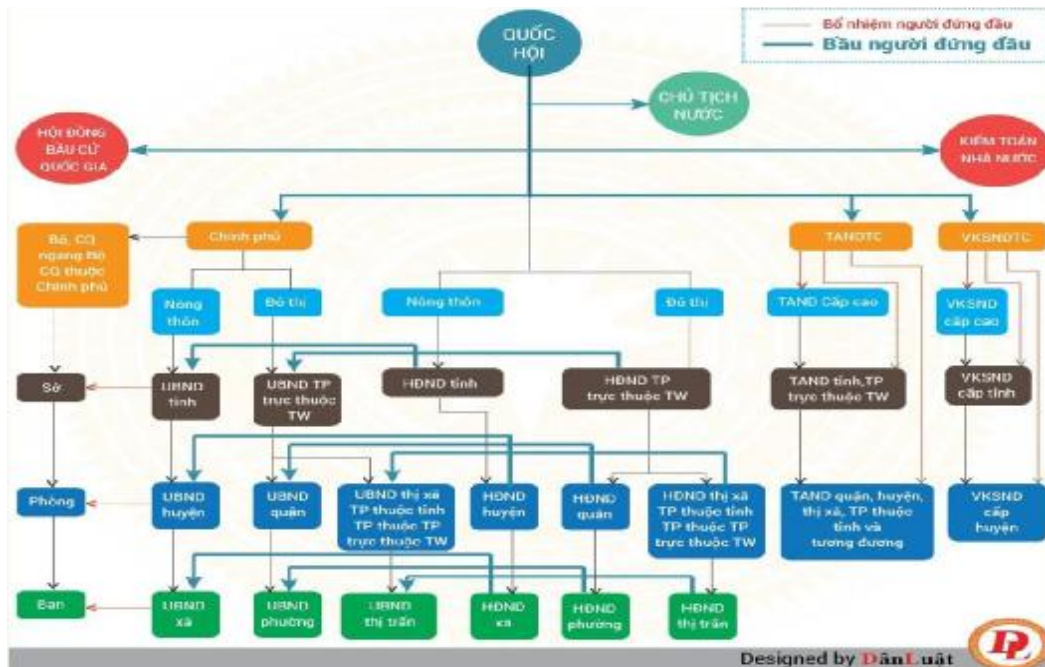 QUỐC
HỘI
Bổ nhiệm người đứng đầu
Bầu người đứng đầu
CHỦ TỊCH
NƯỚC
HỘI ĐỒNG
BẦU CỬ
QUỐC GIA
KIỂM TOÁN
NHÀ NƯỚC
Bộ, CQ
ngang Bộ
CQ thuộc
Chính phủ
Chính phủ
TANDTC
VKSNDTC
Nông
thôn
Đô thị
Nông thôn
Đô thị
TAND Cấp cao
VKSND
cấp cao
Sở
UBND
tỉnh
UBND TP
trực thuộc
TW
HĐND tỉnh
HĐND TP
trực thuộc TW
TAND tỉnh,TP
trực thuộc TW
VKSND
cấp tỉnh
Phòng
UBND
huyện
UBND
quận
UBND thị xã
TP thuộc tỉnh
TP thuộc TP
trực thuộc TW
HĐND
huyện
HĐND
quận
HĐND thị xã
TP thuộc tỉnh
TP thuộc TP
trực thuộc TW
TAND quận, huyện,
thị xã, TP thuộc
tỉnh và
tương đương
VKSND
cấp
huyện
Ban
UBND
xã
UBND
phường
UBND
thị trấn
HĐND
xã
HĐND
phường
HĐND
thị trấn
Designed by DânLuật
DL